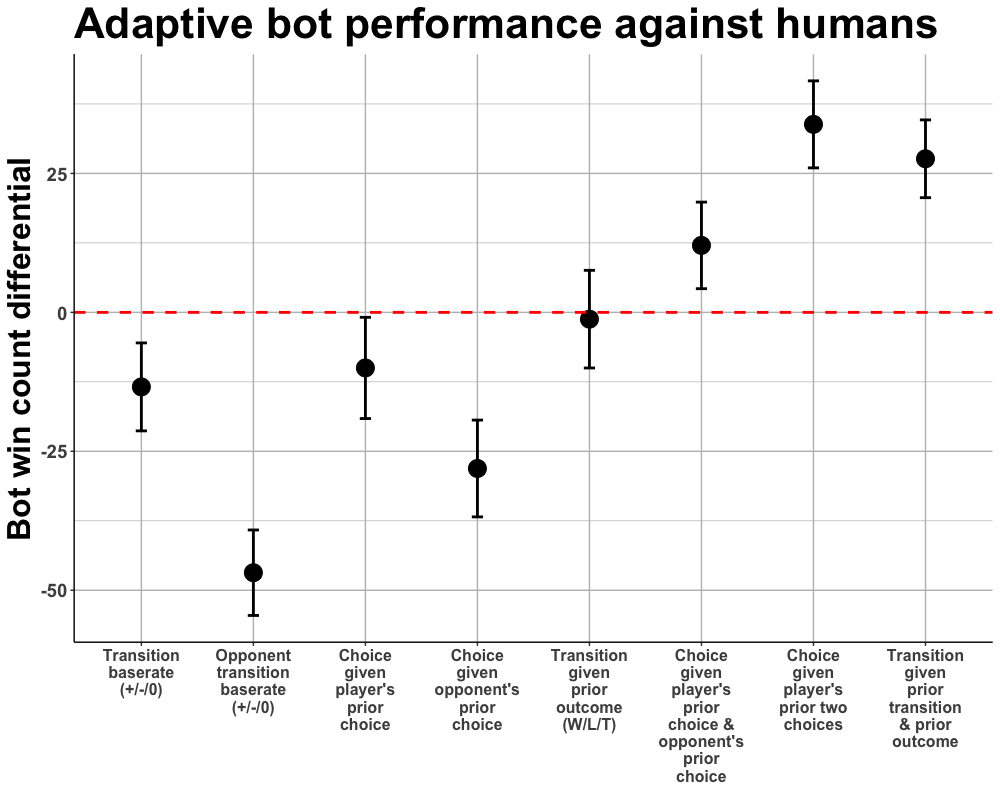 Adaptive bot performance against humans
Bot win count differential
25
0
-25
-50
Transition
baserate
(+/-/0)
Opponent
transition
baserate
(+/-/0)
Choice
given
player's
prior
choice
Choice
given
opponent's
prior
choice
Transition
given
prior
outcome
(W/L/T)
Choice
given
player's
prior
choice &
opponent's
prior
choice
Choice
given
player's
prior two
choices
Transition
given
prior
transition
& prior
outcome